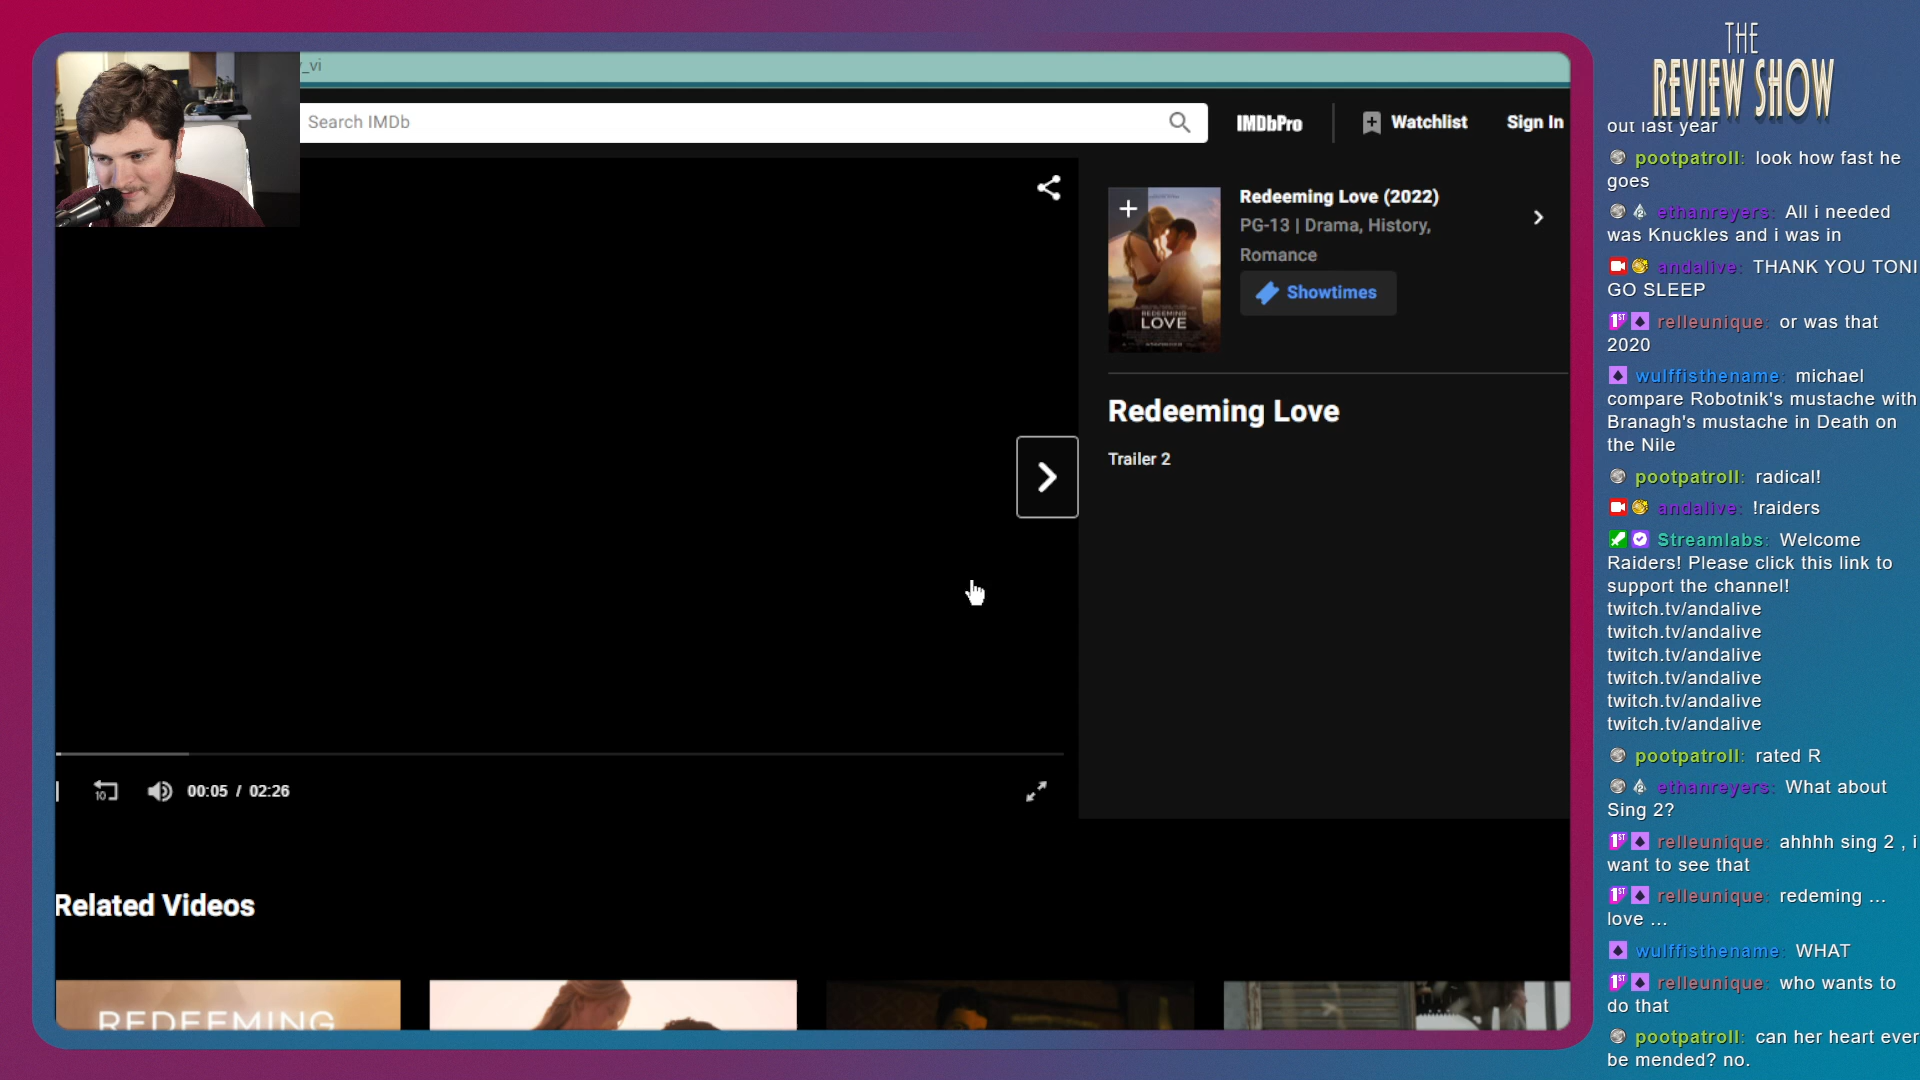 _vi
Search IMDb
IMDbPro
Watchlist
Sign In
Redeeming Love (2022)
PG-13 | Drama, History,
Romance
Showtimes
REDEEMING
LOVE
Redeeming Love
Trailer 2
10
00:05 / 02:26
Related Videos
REDEEMING
THE
REVIEW SHOW
out last year
pootpatroll: look how fast he
goes
ethanreyers: All i needed
was Knuckles and i was in
andalive: THANK YOU TONI
GO SLEEP
1ST relleunique: or was that
2020
wulffisthename: michael
compare Robotnik's mustache with
Branagh's mustache in Death on
the Nile
pootpatroll: radical!
andalive: !raiders
Streamlabs: Welcome
Raiders! Please click this link to
support the channel!
twitch.tv/andalive
twitch.tv/andalive
twitch.tv/andalive
twitch.tv/andalive
twitch.tv/andalive
twitch.tv/andalive
pootpatroll: rated R
ethanreyers: What about
Sing 2?
1ST relleunique: ahhhh sing 2 , i
want to see that
1ST relleunique: redeming ...
love ...
wulffisthename: WHAT
1ST relleunique: who wants to
do that
pootpatroll: can her heart ever
be mended? no.